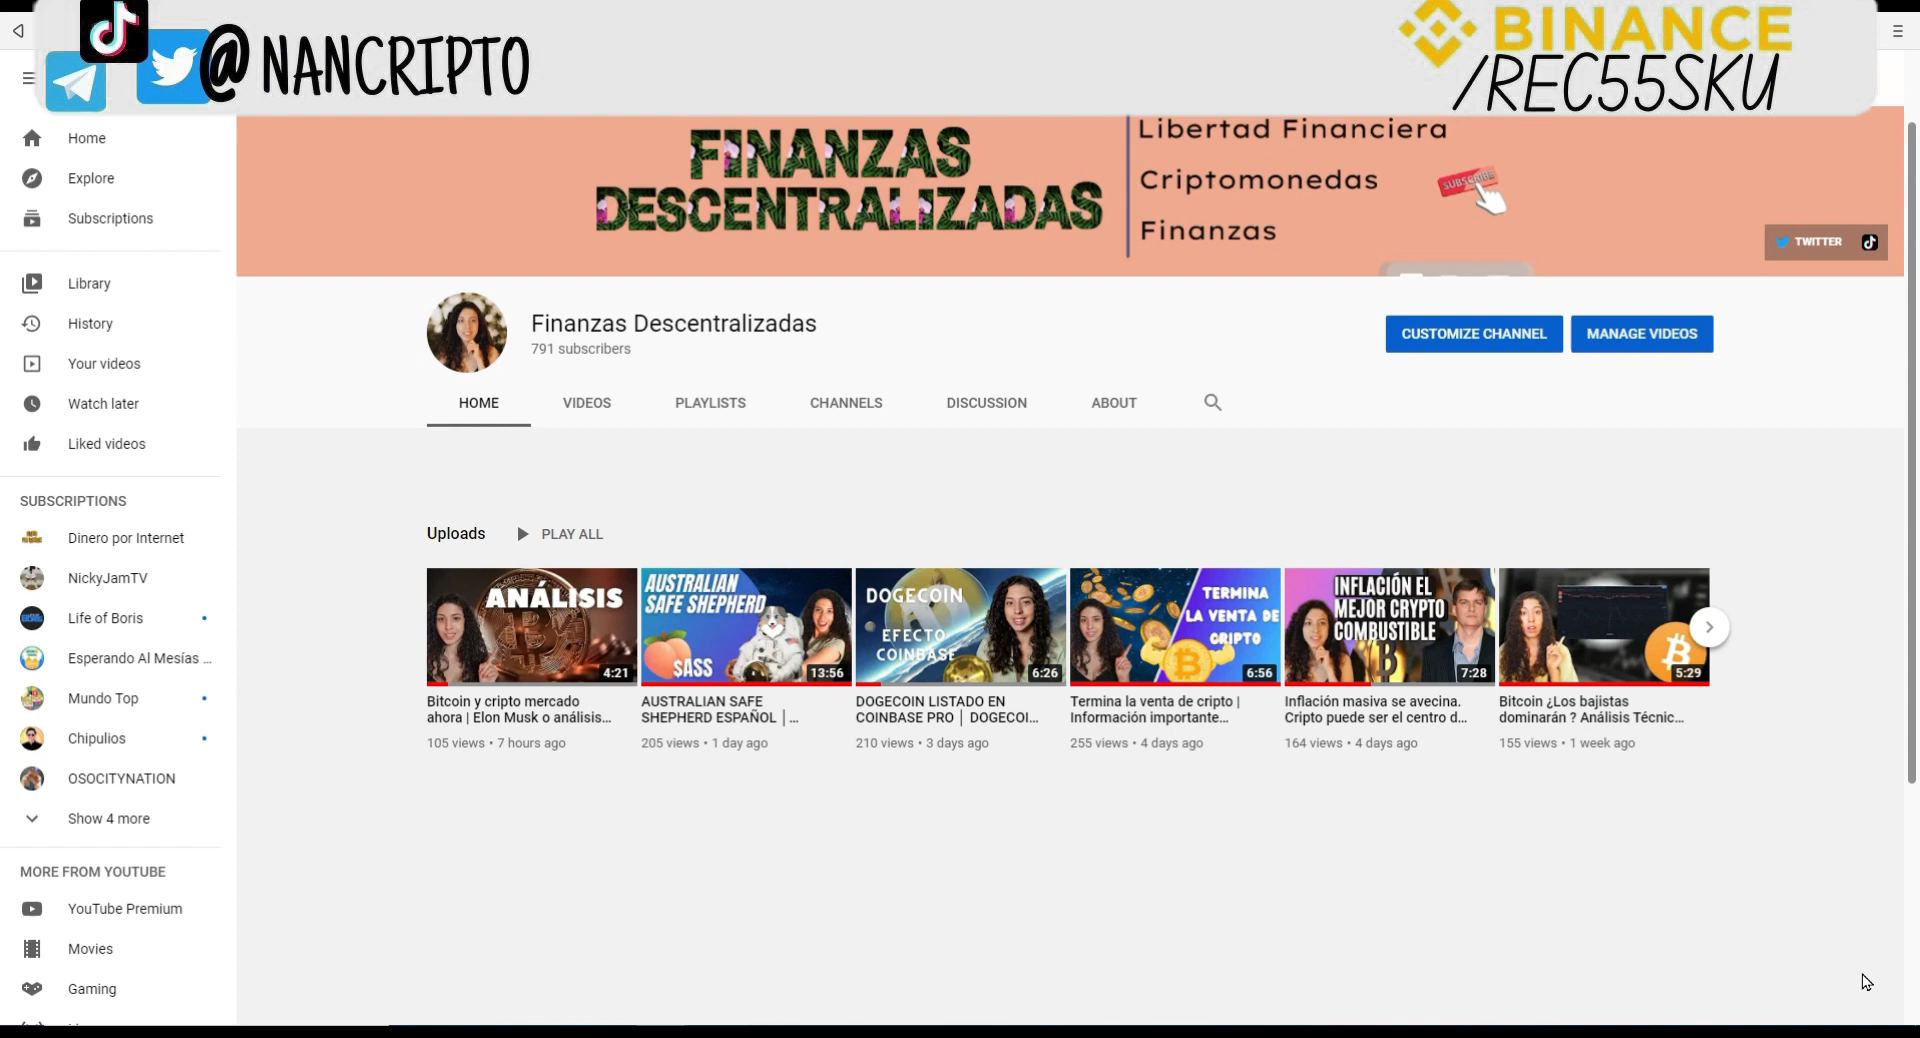 @NANCRIPTO
BINANCE
/REC55SKU
Home
Explore
Subscriptions
Library
History
Your videos
Watch later
Liked videos
SUBSCRIPTIONS
Dinero por Internet
NickyJamTV
Life of Boris
Esperando Al Mesías ...
Mundo Top
Chipulios
OSOCITYNATION
Show 4 more
MORE FROM YOUTUBE
YouTube Premium
Movies
Gaming
FINANZAS
DESCENTRALIZADAS
Libertad Financiera
Criptomonedas
Finanzas
SUBSCRIBE
TWITTER
Finanzas Descentralizadas
791 subscribers
CUSTOMIZE CHANNEL
MANAGE VIDEOS
HOME
VIDEOS
PLAYLISTS
CHANNELS
DISCUSSION
ABOUT
Uploads
PLAY ALL
ANÁLISIS
4:21
Bitcoin y cripto mercado
ahora | Elon Musk o análisis...
105 views • 7 hours ago
AUSTRALIAN
SAFE SHEPHERD
$ASS
13:56
AUSTRALIAN SAFE
SHEPHERD ESPAÑOL │...
205 views • 1 day ago
DOGECOIN
EFECTO
COINBASE
6:26
DOGECOIN LISTADO EN
COINBASE PRO │ DOGECOI...
210 views • 3 days ago
TERMINA
LA VENTA DE
CRIPTO
6:56
Termina la venta de cripto |
Información importante...
255 views • 4 days ago
INFLACIÓN EL
MEJOR CRYPTO
COMBUSTIBLE
7:28
Inflación masiva se avecina.
Cripto puede ser el centro d...
164 views • 4 days ago
5:29
Bitcoin ¿Los bajistas
dominarán ? Análisis Técnic...
155 views • 1 week ago